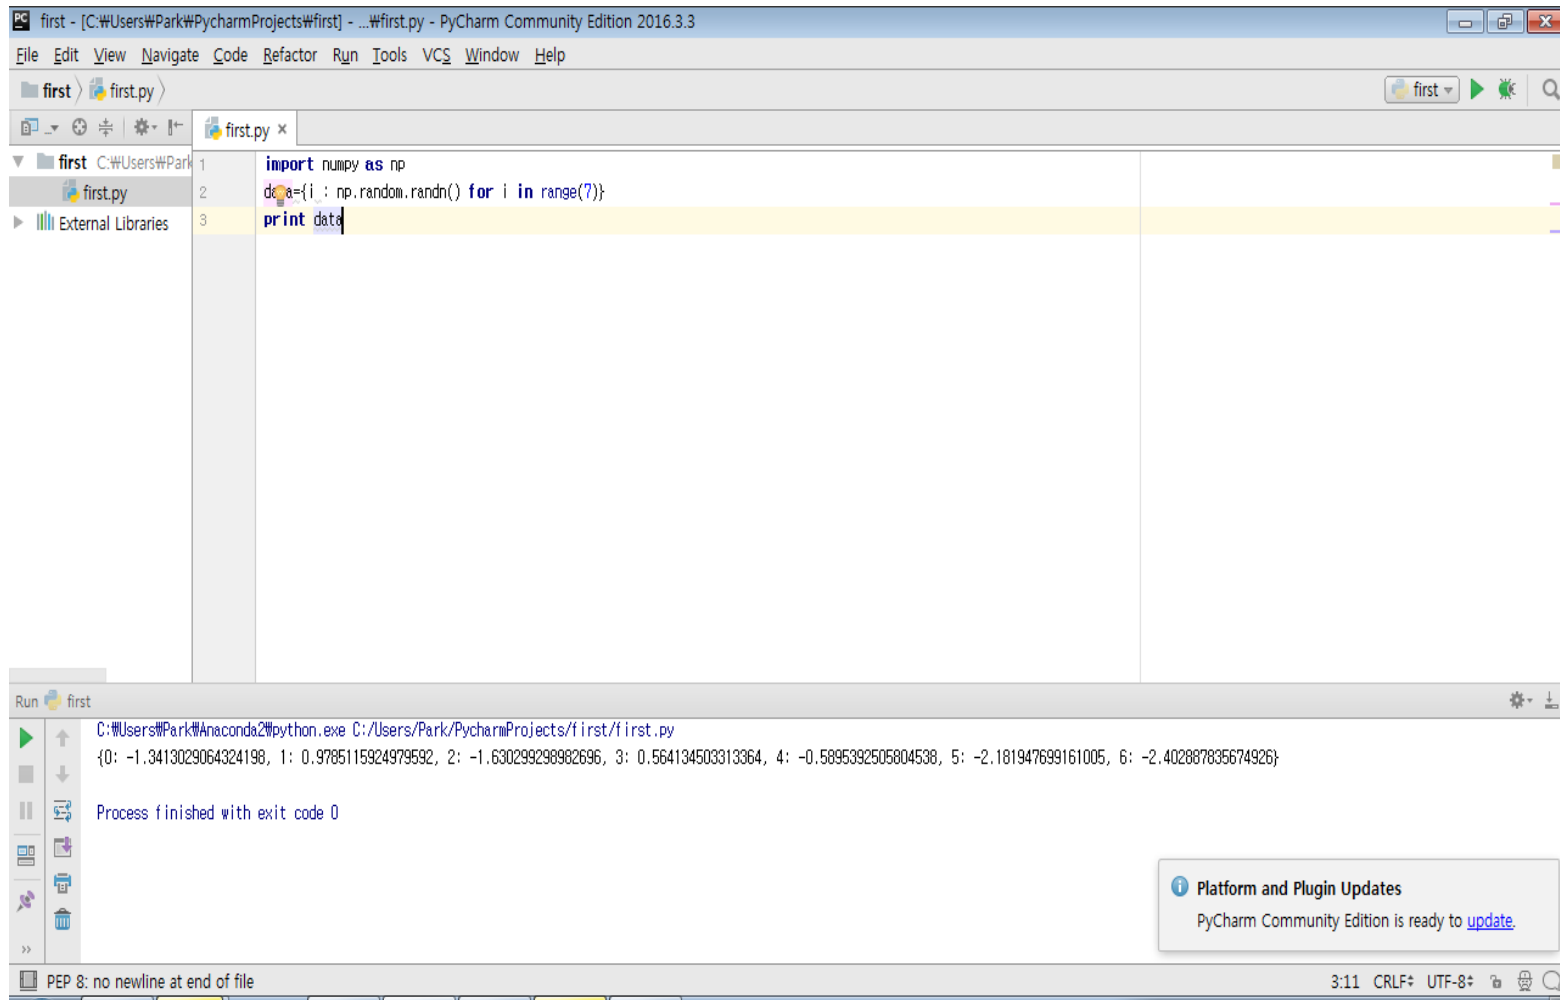 first - [C:₩Users₩Park₩PycharmProjects₩first] - ...₩first.py - PyCharm Community Edition 2016.3.3
File Edit View Navigate Code Refactor Run Tools VCS Window Help
first first.py first
first.py
first C:₩Users₩Park
first.py
External Libraries
1 import numpy as np
2 data={i : np.random.randn() for i in range(7)}
3 print data
Run first
C:₩Users₩Park₩Anaconda2₩python.exe C:/Users/Park/PycharmProjects/first/first.py
{0: -1.3413029064324198, 1: 0.9785115924979592, 2: -1.630299298982696, 3: 0.564134503313364, 4: -0.5895392505804538, 5: -2.181947699161005, 6: -2.402887835674926}
Process finished with exit code 0
Platform and Plugin Updates
PyCharm Community Edition is ready to update.
PEP 8: no newline at end of file 3:11 CRLF UTF-8